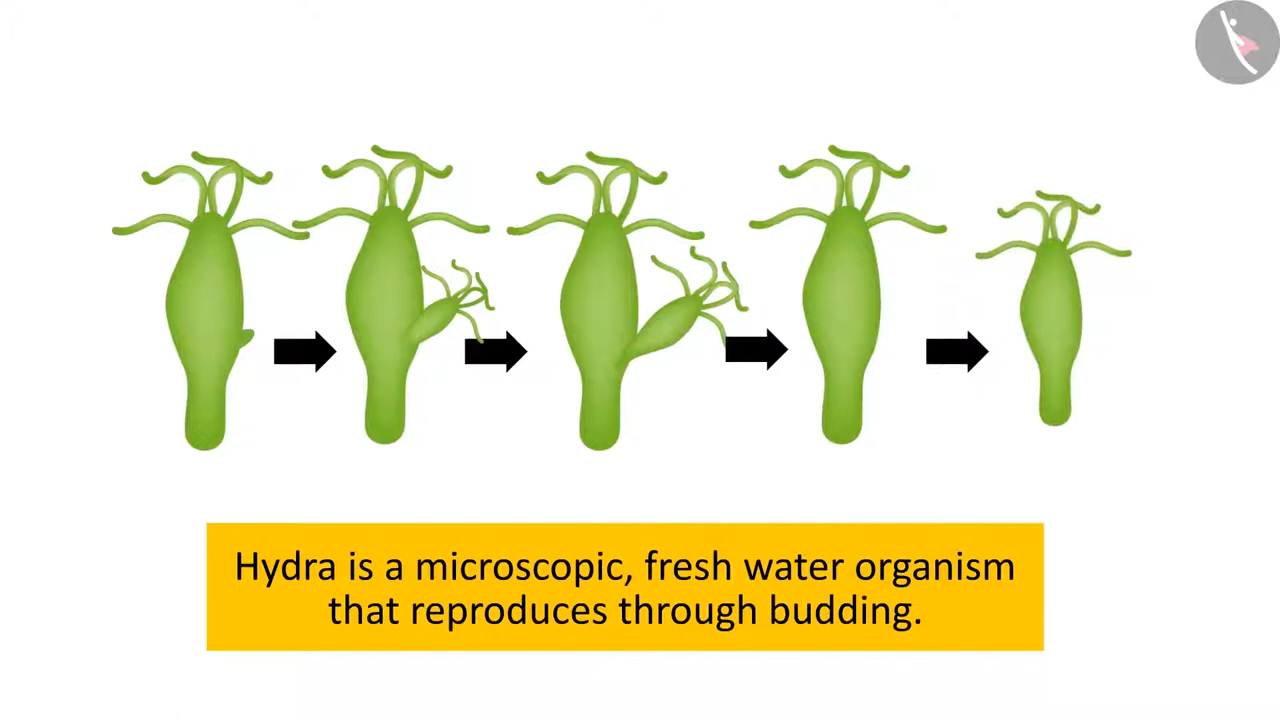 Hydra is a microscopic, fresh water organism
that reproduces through budding.